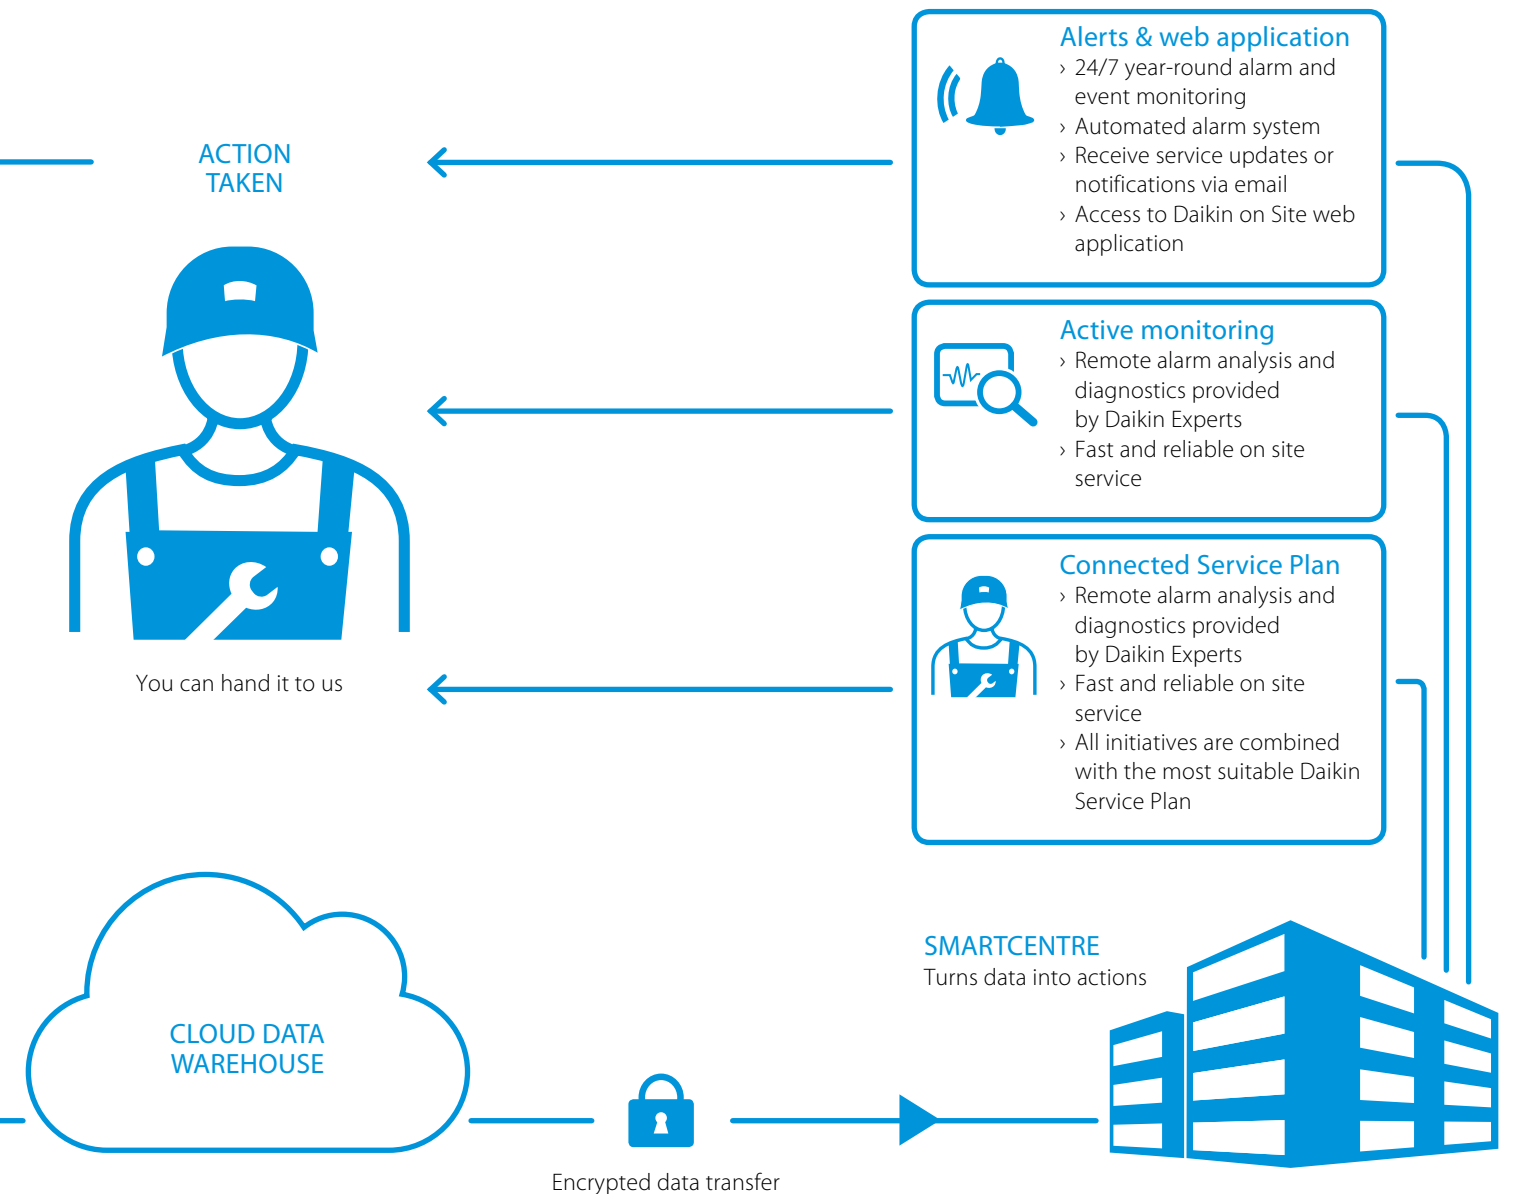 Alerts & web application
› 24/7 year-round alarm and
event monitoring
› Automated alarm system
› Receive service updates or
notifications via email
› Access to Daikin on Site web
application
ACTION
TAKEN
Active monitoring
› Remote alarm analysis and
diagnostics provided
by Daikin Experts
› Fast and reliable on site
service
Connected Service Plan
› Remote alarm analysis and
diagnostics provided
by Daikin Experts
› Fast and reliable on site
service
› All initiatives are combined
with the most suitable Daikin
Service Plan
You can hand it to us
SMARTCENTRE
Turns data into actions
CLOUD DATA
WAREHOUSE
Encrypted data transfer